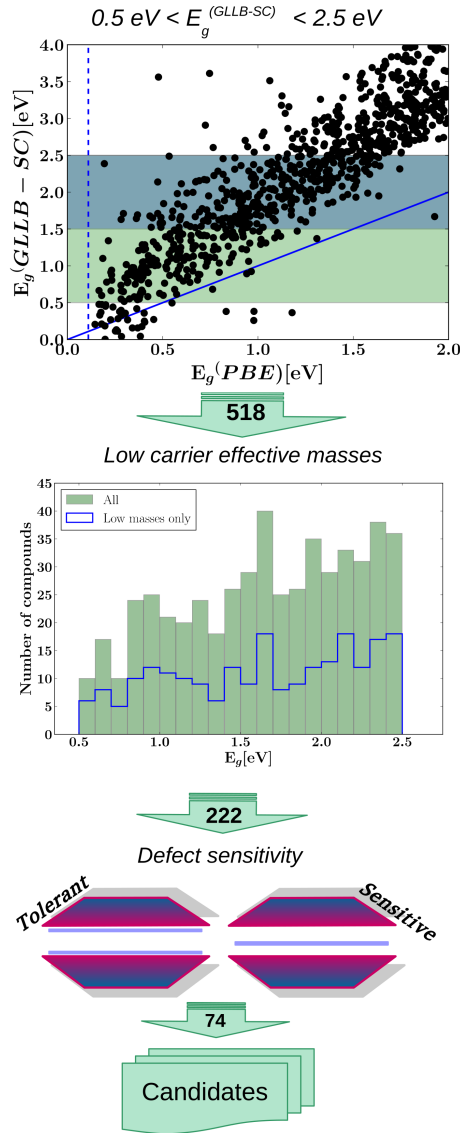 0.5 eV < E_g^(GLLB-SC) < 2.5 eV
4.0
3.5
3.0
2.5
2.0
1.5
1.0
0.5
0.0
E_g(GLLB − SC)[eV]
0.0 0.5 1.0 1.5 2.0
E_g(PBE)[eV]
518
Low carrier effective masses
45
40
35
30
25
20
15
10
5
0
Number of compounds
All
Low masses only
0.5 1.0 1.5 2.0 2.5
E_g[eV]
222
Defect sensitivity
Tolerant
Sensitive
74
Candidates